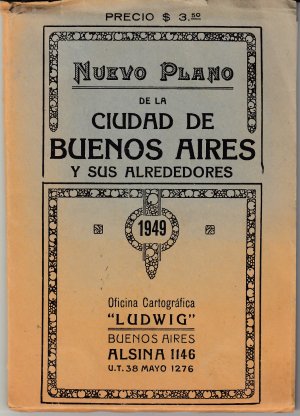 PRECIO $ 3.50
NUEVO PLANO
DE LA
CIUDAD DE
BUENOS AIRES
Y SUS ALREDEDORES
1949
Oficina Cartográfica
"LUDWIG"
BUENOS AIRES
ALSINA 1146
U.T. 38 MAYO 1276